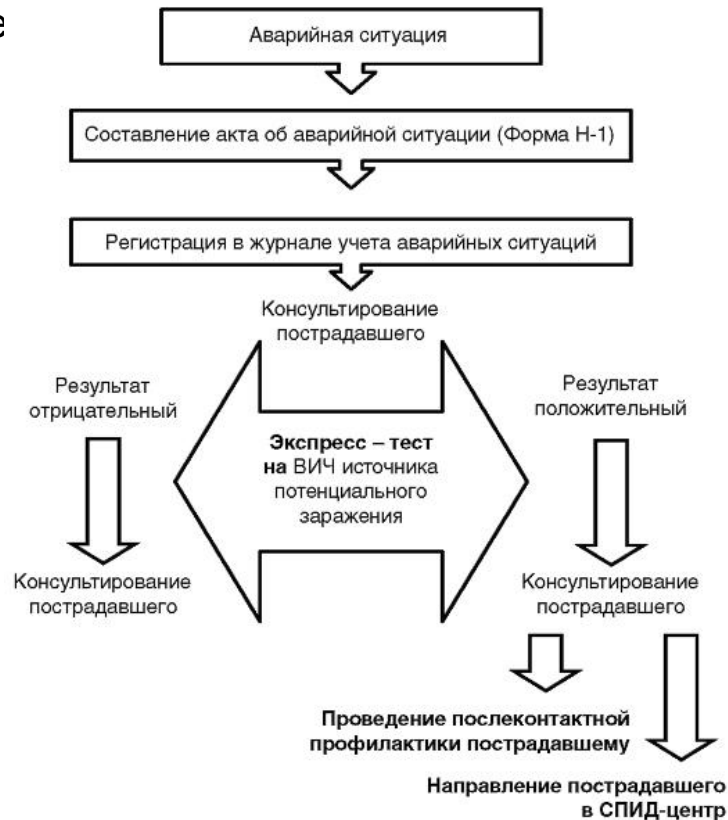 е
Аварийная ситуация
Составление акта об аварийной ситуации (Форма Н-1)
Регистрация в журнале учета аварийных ситуаций
Консультирование
пострадавшего
Результат
отрицательный
Экспресс – тест
на ВИЧ источника
потенциального
заражения
Результат
положительный
Консультирование
пострадавшего
Консультирование
пострадавшего
Проведение послеконтактной
профилактики пострадавшему
Направление пострадавшего
в СПИД-центр